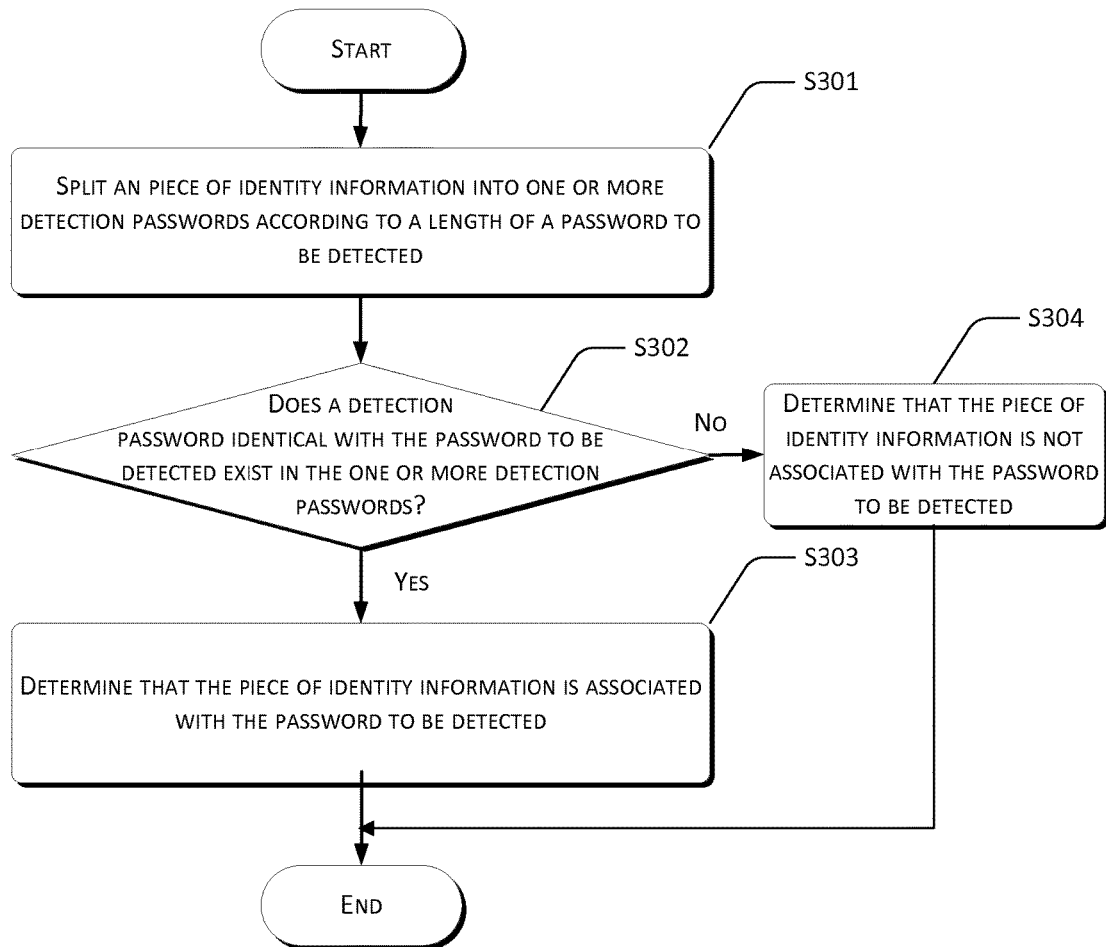 START
S301
SPLIT AN PIECE OF IDENTITY INFORMATION INTO ONE OR MORE
DETECTION PASSWORDS ACCORDING TO A LENGTH OF A PASSWORD TO
BE DETECTED
S302
DOES A DETECTION
PASSWORD IDENTICAL WITH THE PASSWORD TO BE
DETECTED EXIST IN THE ONE OR MORE DETECTION
PASSWORDS?
NO
S304
DETERMINE THAT THE PIECE OF
IDENTITY INFORMATION IS NOT
ASSOCIATED WITH THE PASSWORD
TO BE DETECTED
YES
S303
DETERMINE THAT THE PIECE OF IDENTITY INFORMATION IS ASSOCIATED
WITH THE PASSWORD TO BE DETECTED
END